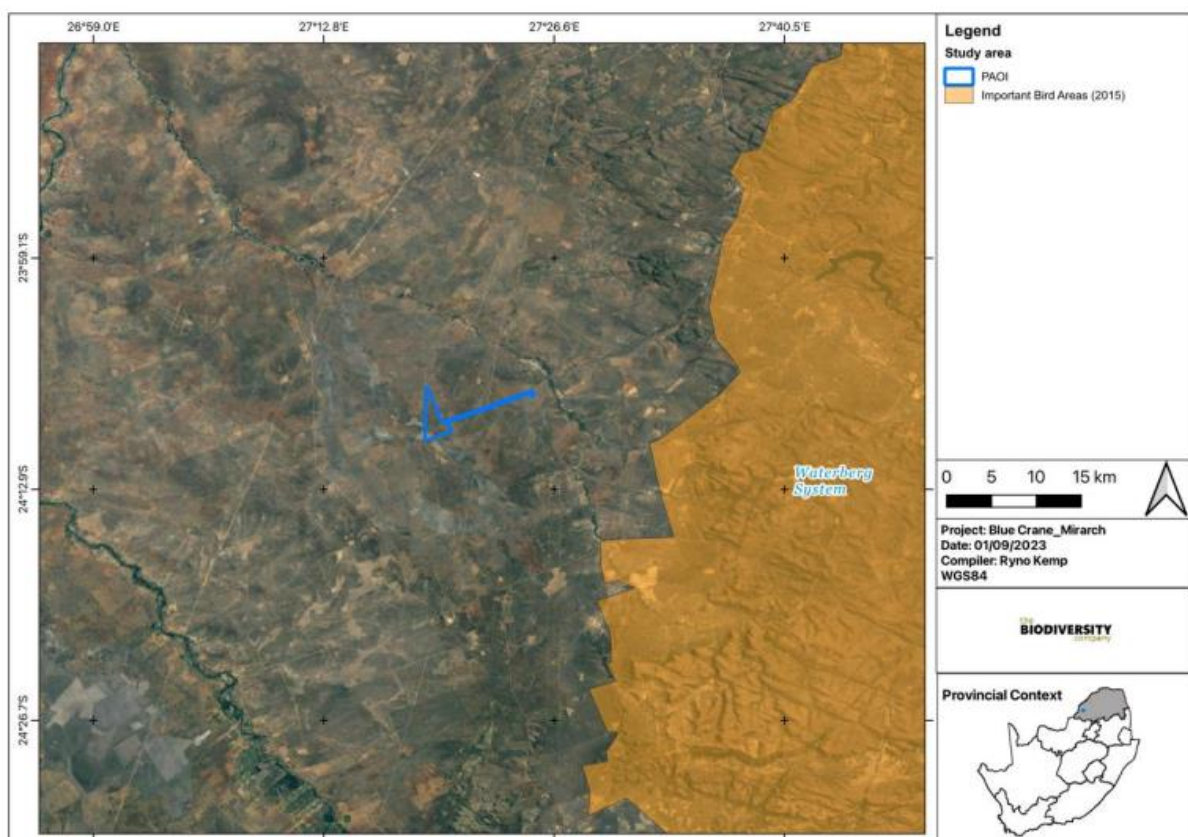 26°59.0'E
27°12.8'E
27°26.6'E
27°40.5'E
23°59.1'S
24°12.9'S
24°26.7'S
Waterberg
System
Legend
Study area
PAOI
Important Bird Areas (2015)
0 5 10 15 km
Project: Blue Crane_Mirarch
Date: 01/09/2023
Compiler: Ryno Kemp
WGS84
the
BIODIVERSITY
company
Provincial Context